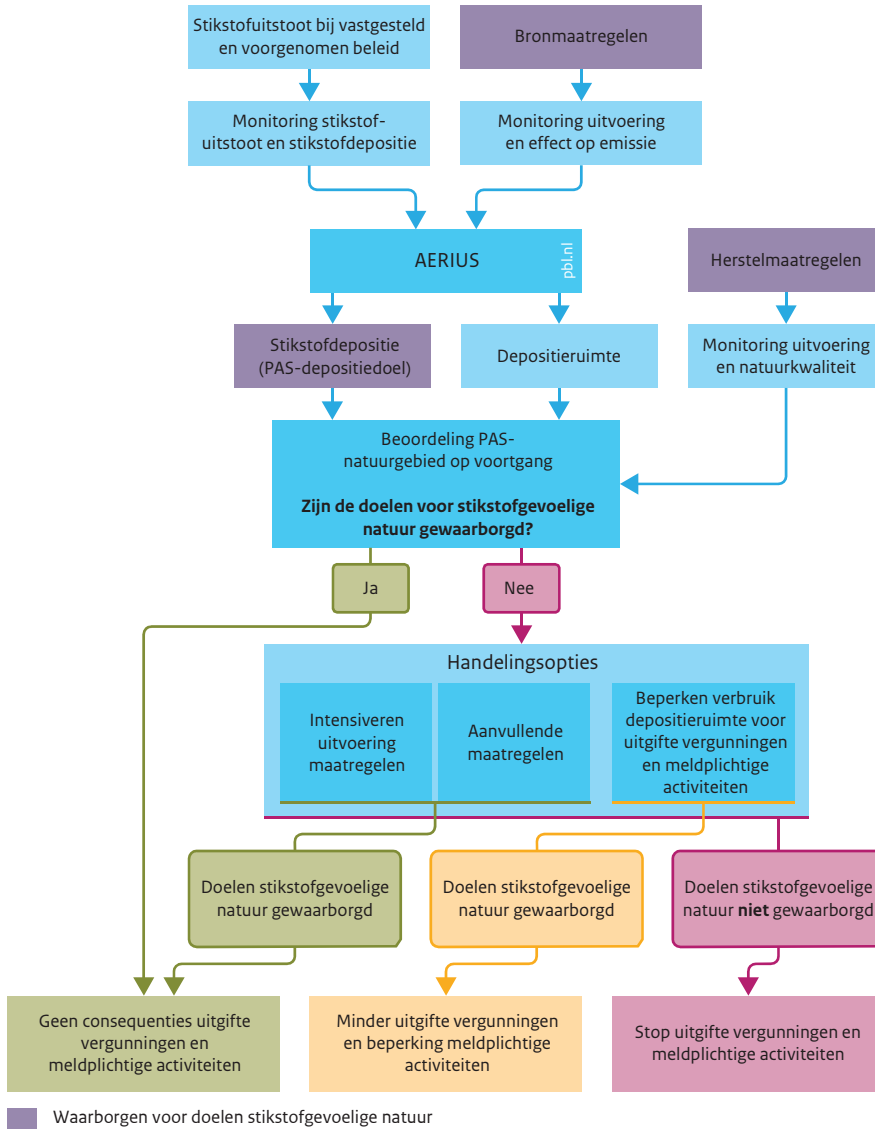 Stikstofuitstoot bij vastgesteld
en voorgenomen beleid
Bronmaatregelen
Monitoring stikstof-
uitstoot en stikstofdepositie
Monitoring uitvoering
en effect op emissie
AERIUS
pbl.nl
Herstelmaatregelen
Stikstofdepositie
(PAS-depositiedoel)
Depositieruimte
Monitoring uitvoering
en natuurkwaliteit
Beoordeling PAS-
natuurgebied op voortgang
Zijn de doelen voor stikstofgevoelige
natuur gewaarborgd?
Ja
Nee
Handelingsopties
Intensiveren
uitvoering
maatregelen
Aanvullende
maatregelen
Beperken verbruik
depositieruimte voor
uitgifte vergunningen
en meldplichtige
activiteiten
Doelen stikstofgevoelige
natuur gewaarborgd
Doelen stikstofgevoelige
natuur gewaarborgd
Doelen stikstofgevoelige
natuur niet gewaarborgd
Geen consequenties uitgifte
vergunningen en
meldplichtige activiteiten
Minder uitgifte vergunningen
en beperking meldplichtige
activiteiten
Stop uitgifte vergunningen en
meldplichtige activiteiten
Waarborgen voor doelen stikstofgevoelige natuur